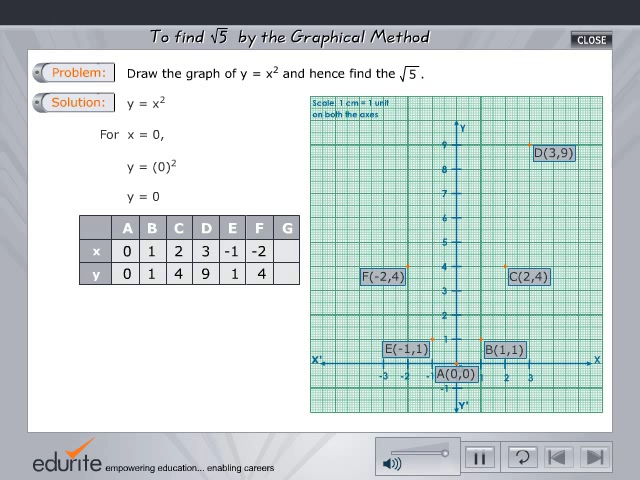 To find √5 by the Graphical Method
CLOSE
Problem: Draw the graph of y = x² and hence find the √5 .
Solution: y = x²
For x = 0,
y = (0)²
y = 0
A B C D E F G
x 0 1 2 3 -1 -2
y 0 1 4 9 1 4
Scale: 1 cm = 1 unit
on both the axes
Y
9
D(3,9)
8
7
6
5
4
F(-2,4) C(2,4)
3
2
1
E(-1,1) B(1,1)
X' X
A(0,0)
-3 -2 -1 1 2 3
-1
Y'
edurite empowering education... enabling careers